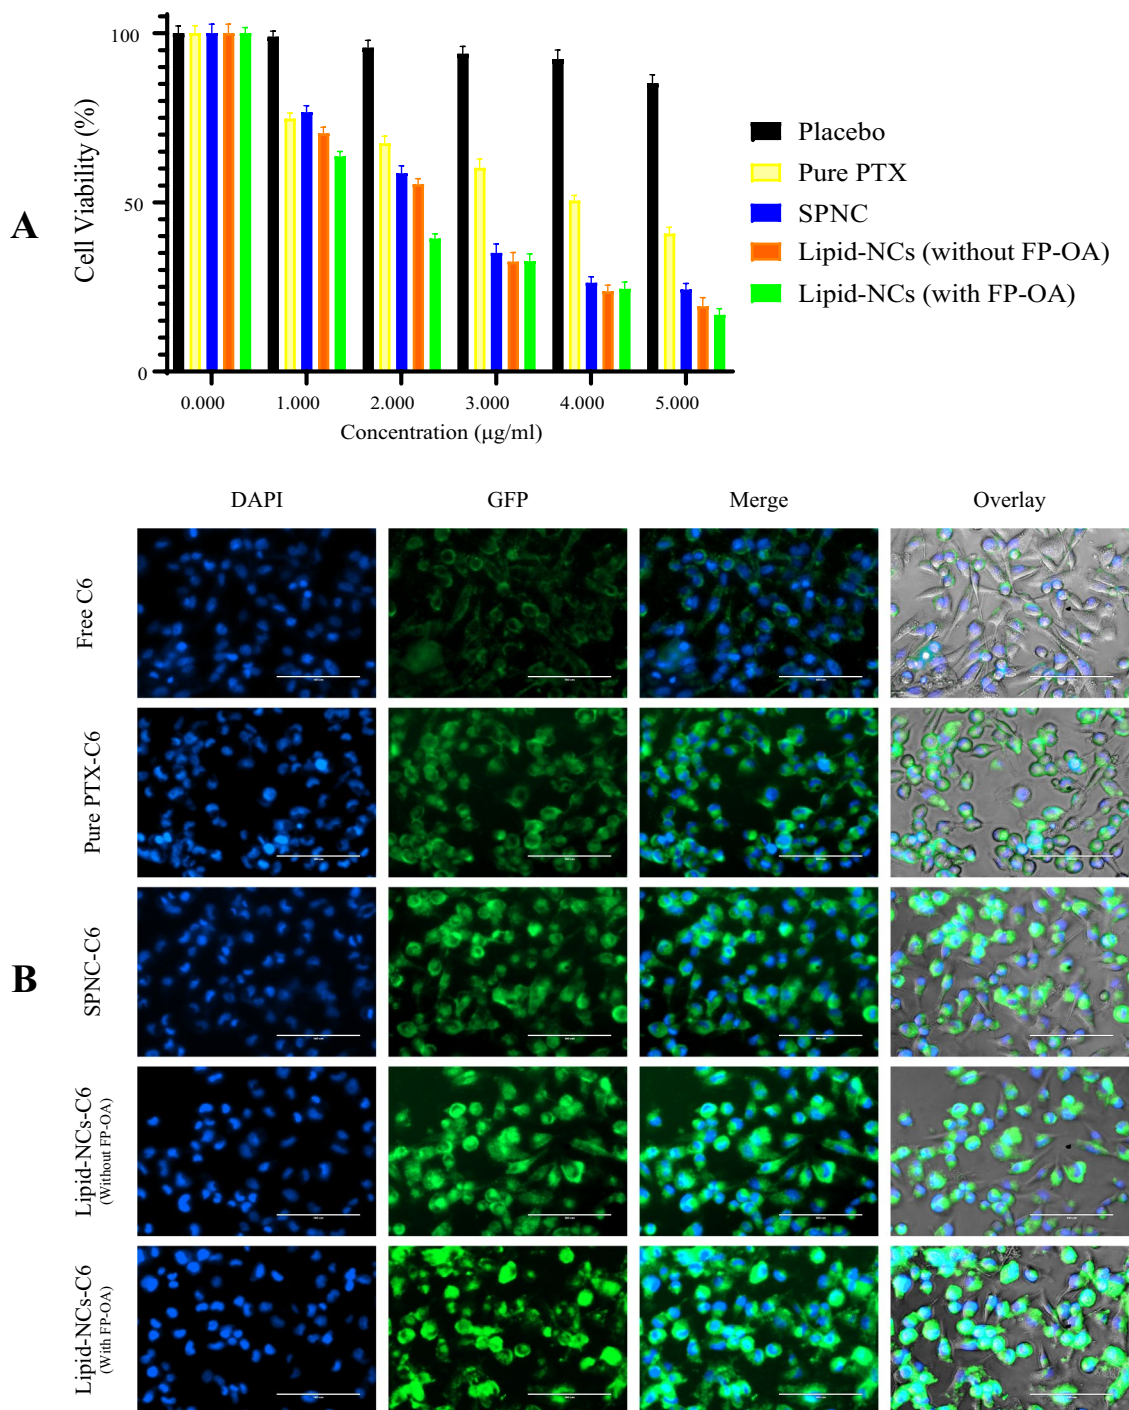 A
Cell Viability (%)
100
50
0
0.000
1.000
2.000
3.000
4.000
5.000
Concentration (μg/ml)
Placebo
Pure PTX
SPNC
Lipid-NCs (without FP-OA)
Lipid-NCs (with FP-OA)
B
DAPI
GFP
Merge
Overlay
Free C6
Pure PTX-C6
SPNC-C6
Lipid-NCs-C6
(Without FP-OA)
Lipid-NCs-C6
(With FP-OA)